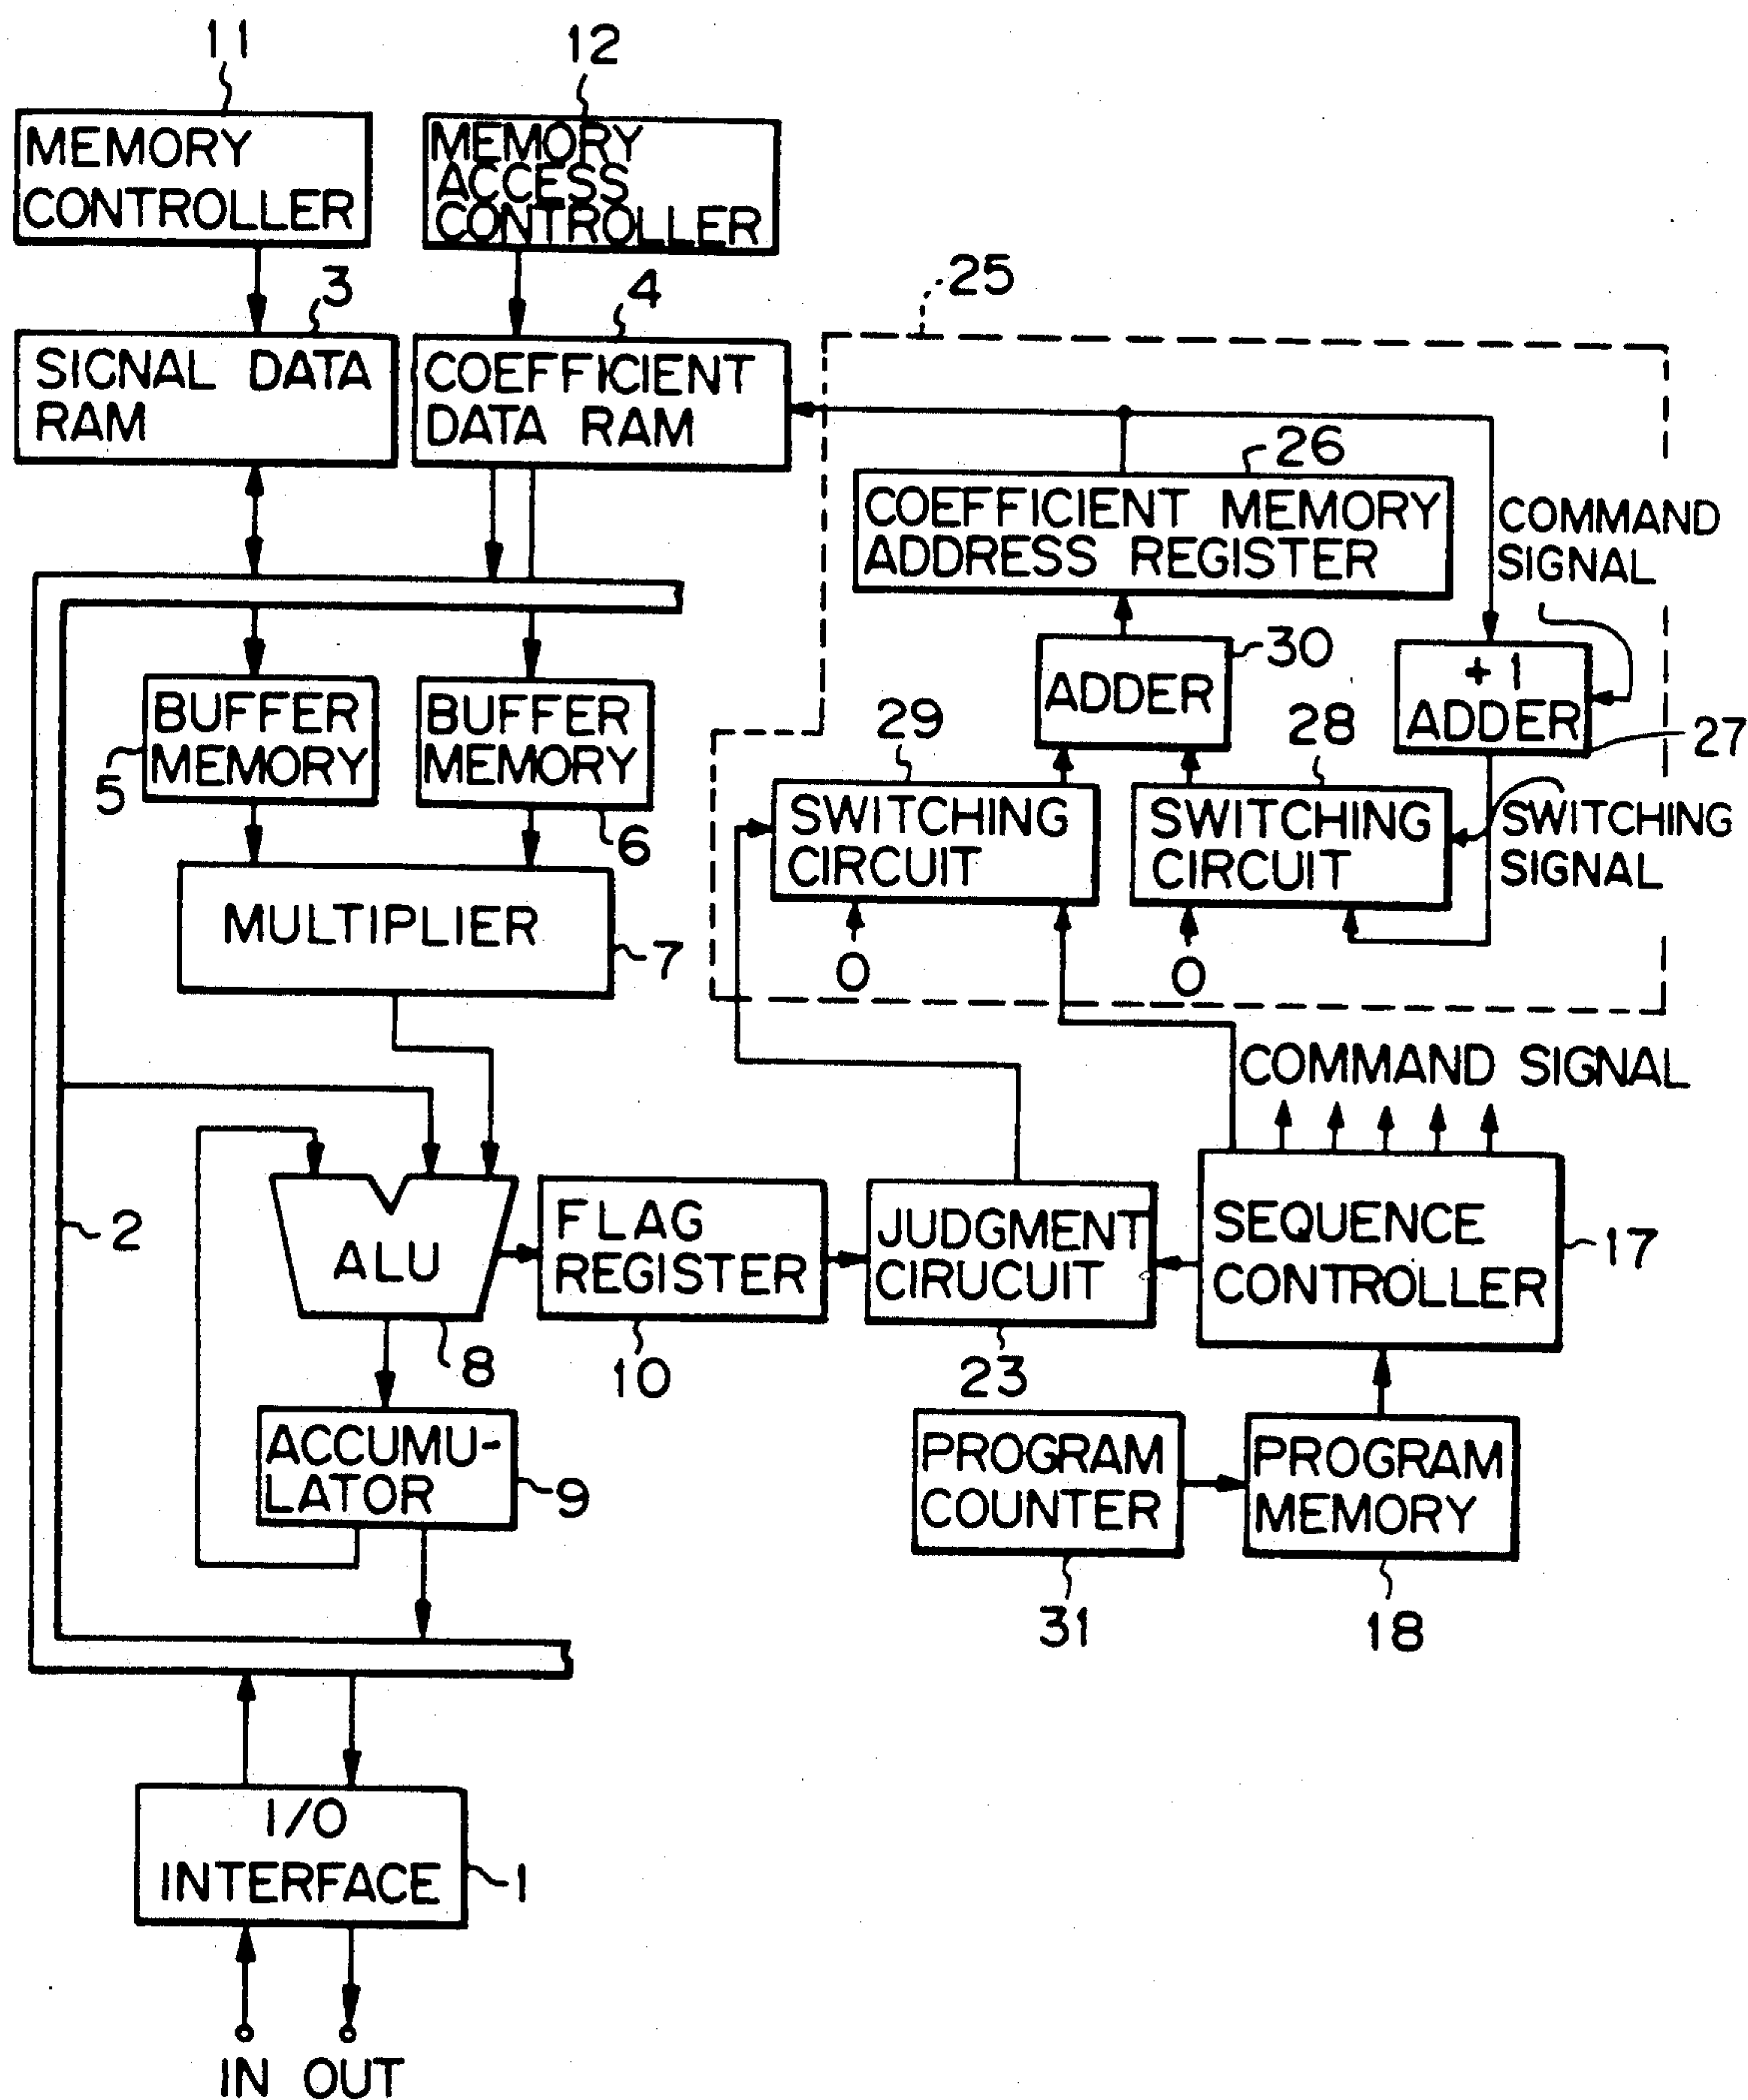 11
12
MEMORY
CONTROLLER
MEMORY
ACCESS
CONTROLLER
3
4
25
SIGNAL DATA
RAM
COEFFICIENT
DATA RAM
26
COEFFICIENT MEMORY
ADDRESS REGISTER
COMMAND
SIGNAL
30
ADDER
+1
ADDER
27
BUFFER
MEMORY
5
BUFFER
MEMORY
6
29
28
SWITCHING
CIRCUIT
SWITCHING
CIRCUIT
SWITCHING
SIGNAL
0
0
MULTIPLIER
7
COMMAND SIGNAL
2
ALU
8
FLAG
REGISTER
10
JUDGMENT
CIRUCUIT
23
SEQUENCE
CONTROLLER
17
ACCUMU-
LATOR
9
PROGRAM
COUNTER
31
PROGRAM
MEMORY
18
I/O
INTERFACE
1
IN OUT